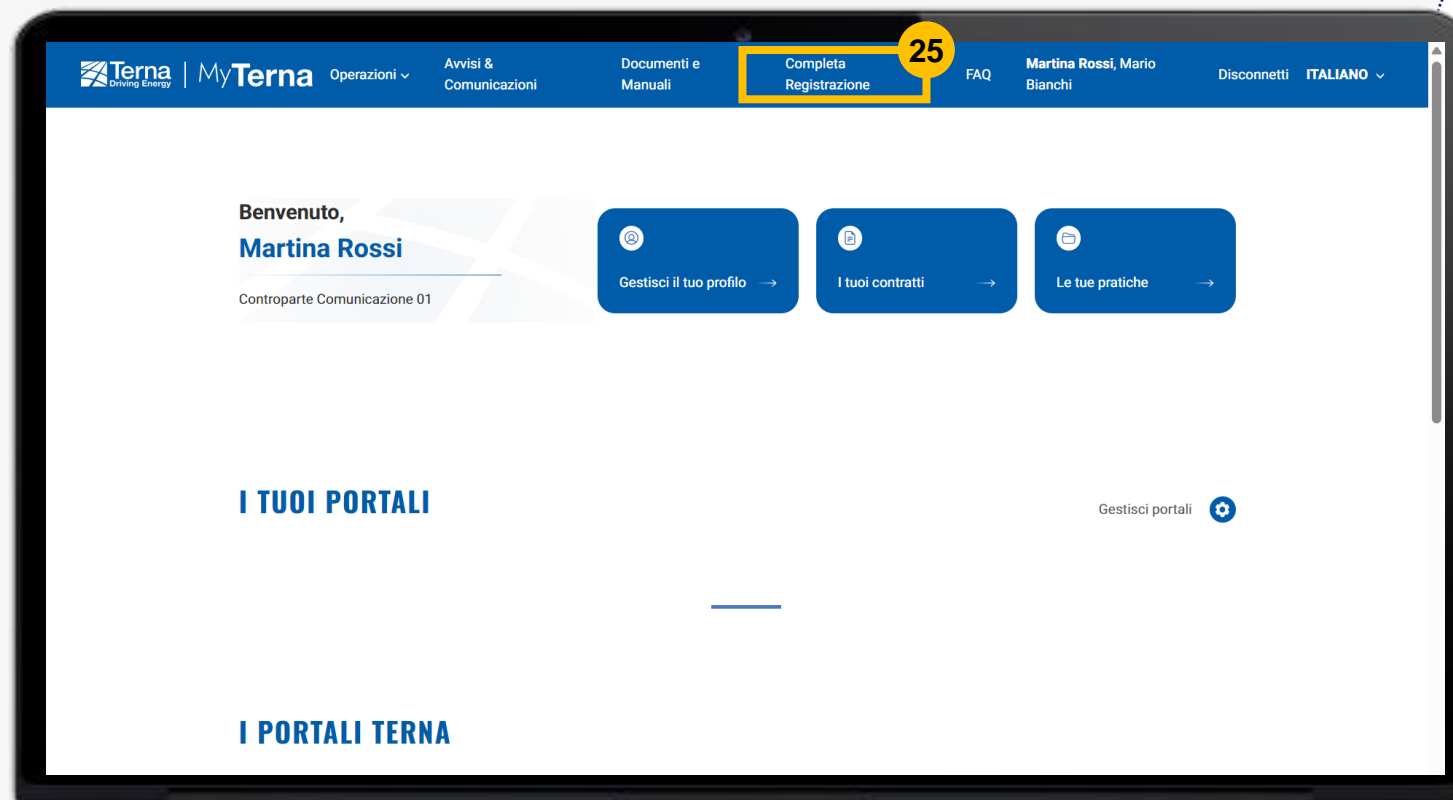 25
Terna
Driving Energy
MyTerna
Operazioni
Avvisi &
Comunicazioni
Documenti e
Manuali
Completa
Registrazione
FAQ
Martina Rossi, Mario
Bianchi
Disconnetti
ITALIANO
Benvenuto,
Martina Rossi
Controparte Comunicazione 01
Gestisci il tuo profilo
I tuoi contratti
Le tue pratiche
I TUOI PORTALI
Gestisci portali
I PORTALI TERNA